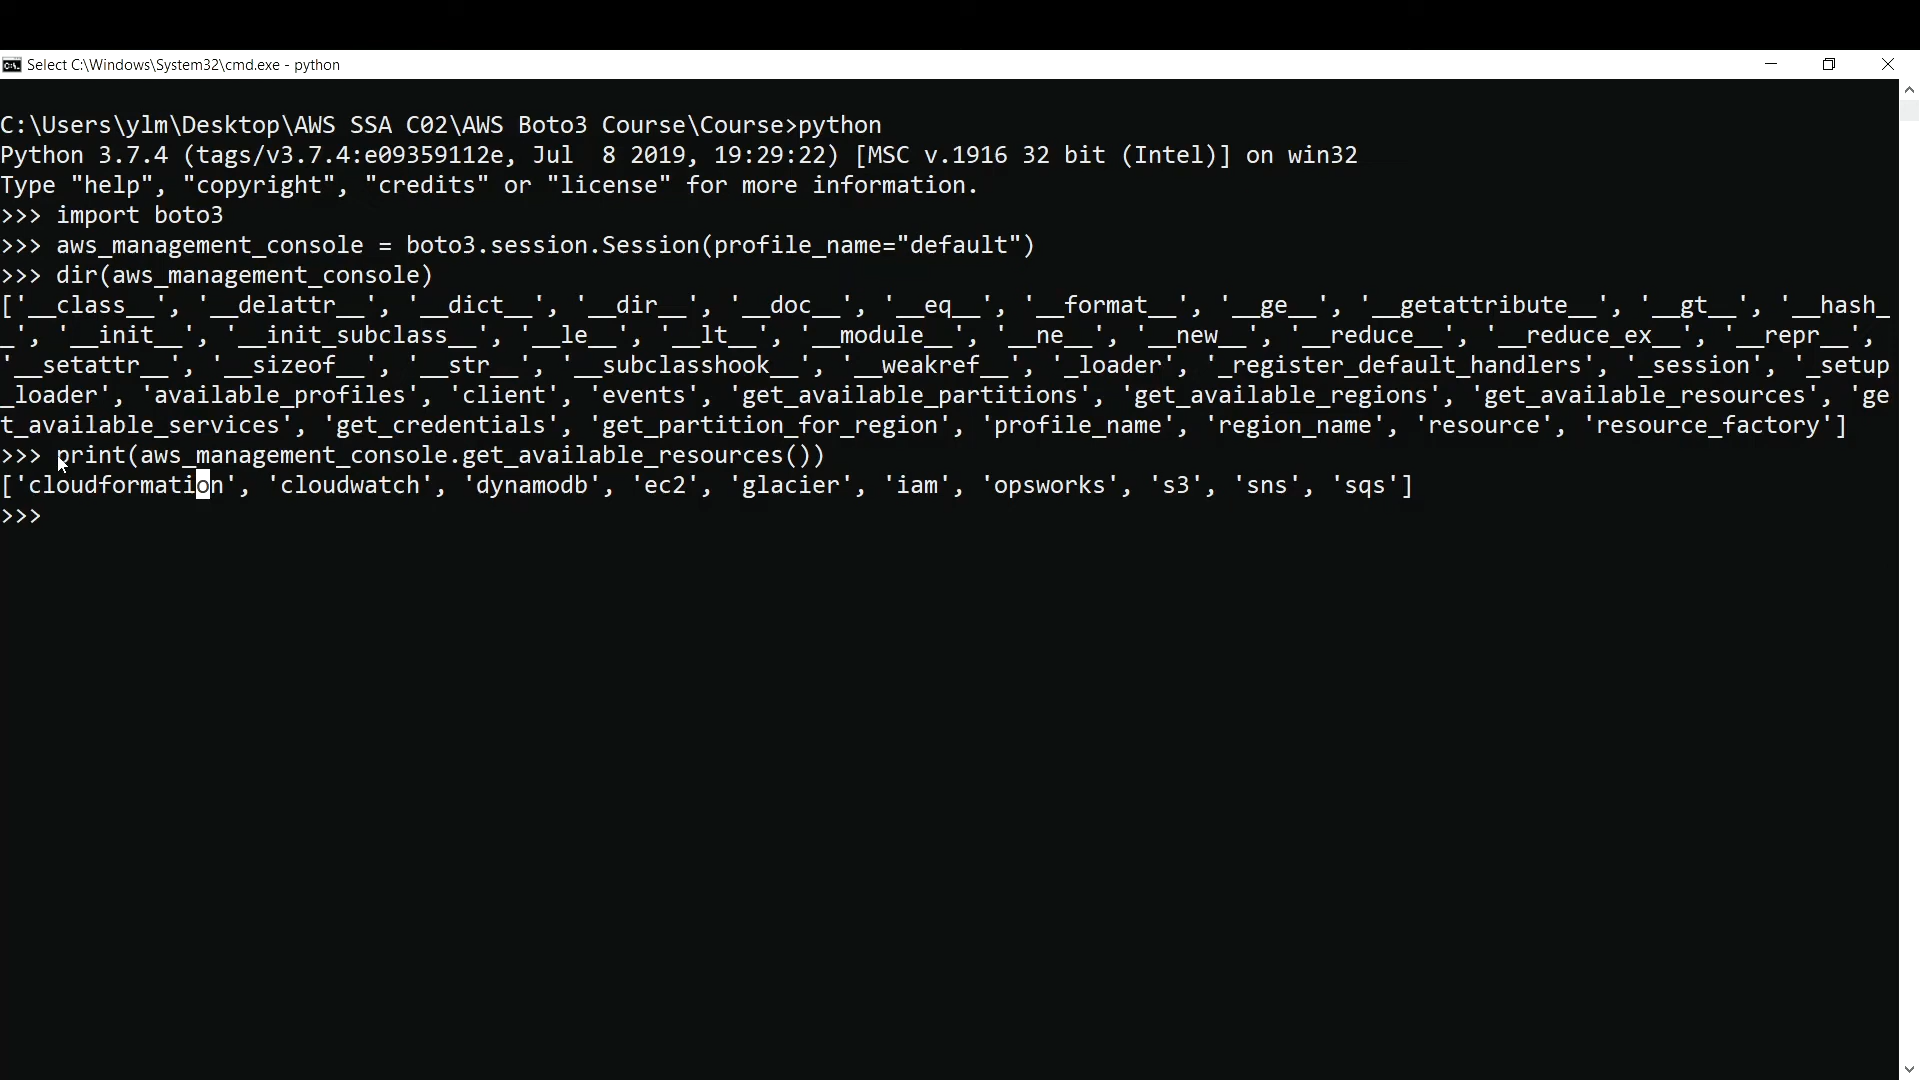 Select C:\Windows\System32\cmd.exe - python
C:\Users\ylm\Desktop\AWS SSA C02\AWS Boto3 Course\Course>python
Python 3.7.4 (tags/v3.7.4:e09359112e, Jul  8 2019, 19:29:22) [MSC v.1916 32 bit (Intel)] on win32
Type "help", "copyright", "credits" or "license" for more information.
>>> import boto3
>>> aws_management_console = boto3.session.Session(profile_name="default")
>>> dir(aws_management_console)
['__class__', '__delattr__', '__dict__', '__dir__', '__doc__', '__eq__', '__format__', '__ge__', '__getattribute__', '__gt__', '__hash_
_', '__init__', '__init_subclass__', '__le__', '__lt__', '__module__', '__ne__', '__new__', '__reduce__', '__reduce_ex__', '__repr__',
'__setattr__', '__sizeof__', '__str__', '__subclasshook__', '__weakref__', '_loader', '_register_default_handlers', '_session', '_setup
_loader', 'available_profiles', 'client', 'events', 'get_available_partitions', 'get_available_regions', 'get_available_resources', 'ge
t_available_services', 'get_credentials', 'get_partition_for_region', 'profile_name', 'region_name', 'resource', 'resource_factory']
>>> print(aws_management_console.get_available_resources())
['cloudformation', 'cloudwatch', 'dynamodb', 'ec2', 'glacier', 'iam', 'opsworks', 's3', 'sns', 'sqs']
>>>